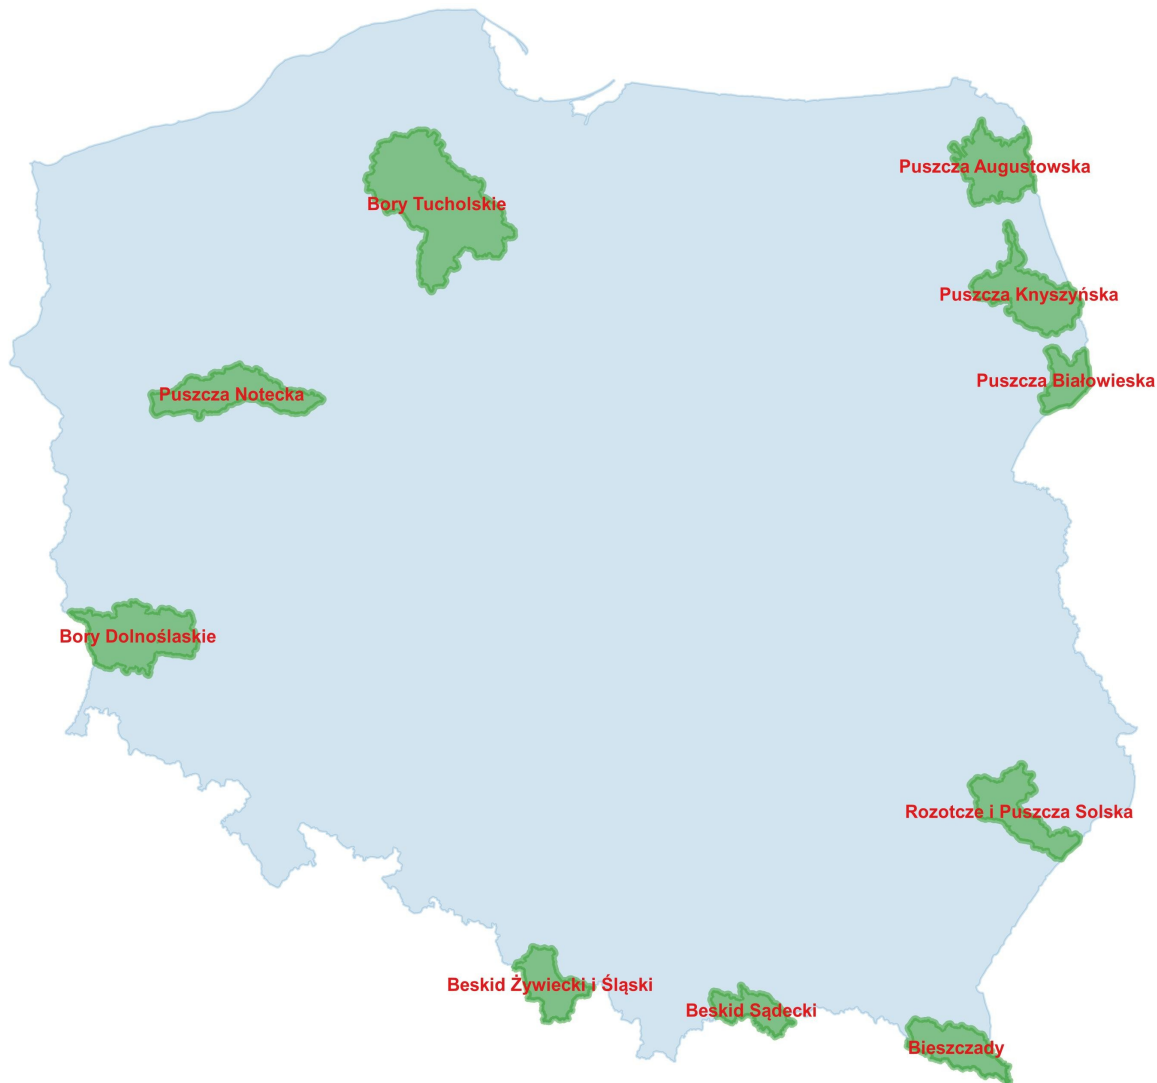 Puszcza Augustowska
Bory Tucholskie
Puszcza Knyszyńska
Puszcza Białowieska
Puszcza Notecka
Bory Dolnoślaskie
Rozotcze i Puszcza Solska
Beskid Żywiecki i Śląski
Beskid Sądecki
Bieszczady